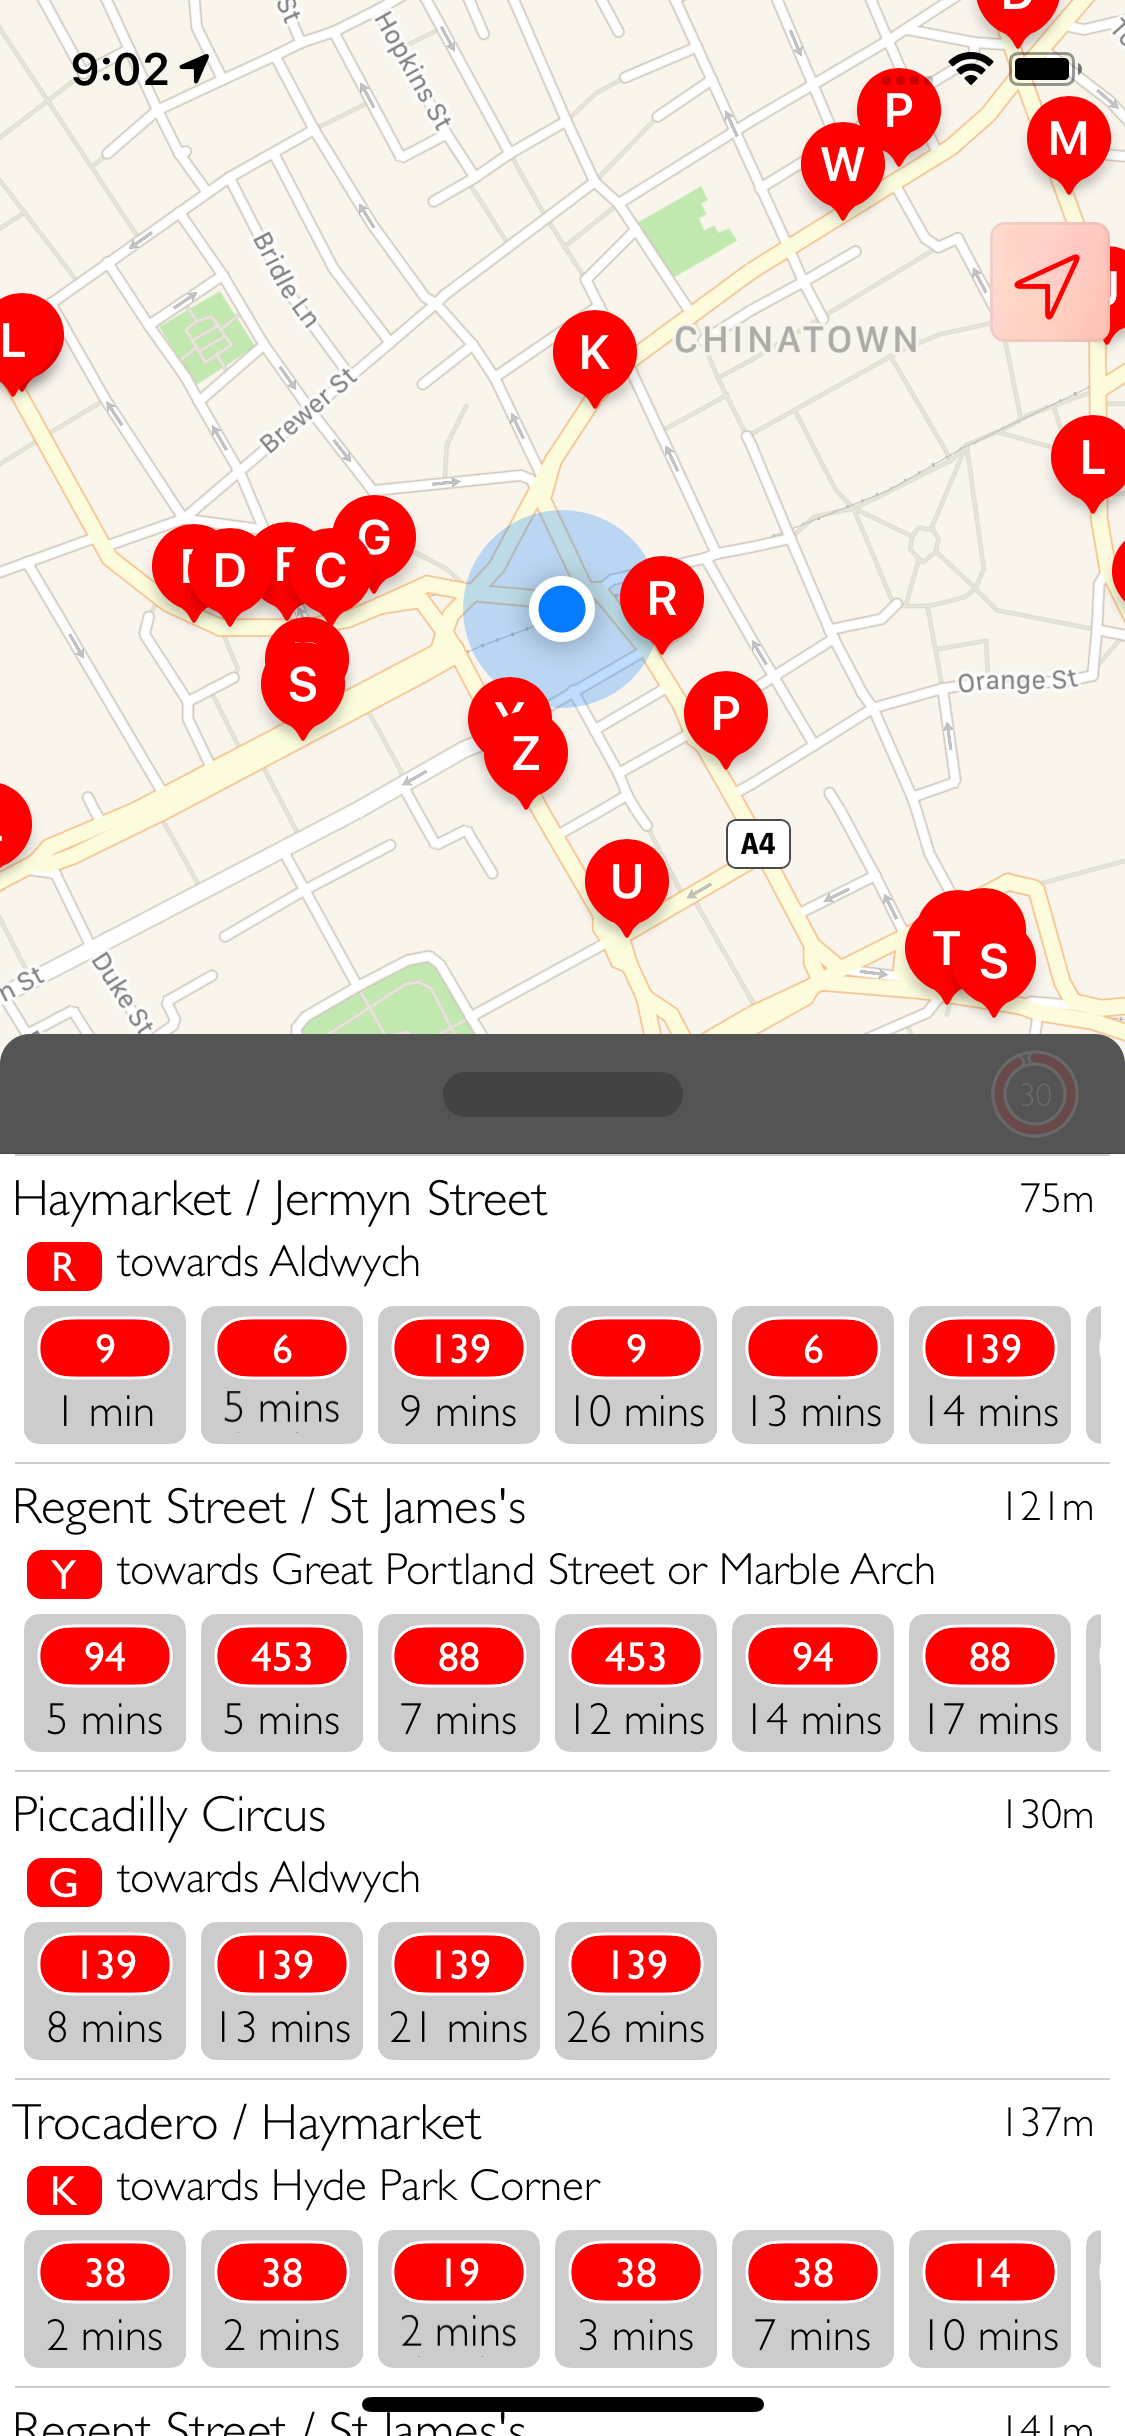 9:02
St
Hopkins St
D
P
W
M
Bridle Ln
L
K
CHINATOWN
J
Brewer St
L
G
D
F
C
R
S
Orange St
P
Y
Z
A4
U
T
S
n St
Duke St
30
Haymarket / Jermyn Street 75m
R towards Aldwych
9 6 139 9 6 139
1 min 5 mins 9 mins 10 mins 13 mins 14 mins
Regent Street / St James's 121m
Y towards Great Portland Street or Marble Arch
94 453 88 453 94 88
5 mins 5 mins 7 mins 12 mins 14 mins 17 mins
Piccadilly Circus 130m
G towards Aldwych
139 139 139 139
8 mins 13 mins 21 mins 26 mins
Trocadero / Haymarket 137m
K towards Hyde Park Corner
38 38 19 38 38 14
2 mins 2 mins 2 mins 3 mins 7 mins 10 mins
Regent Street / St James's 141m